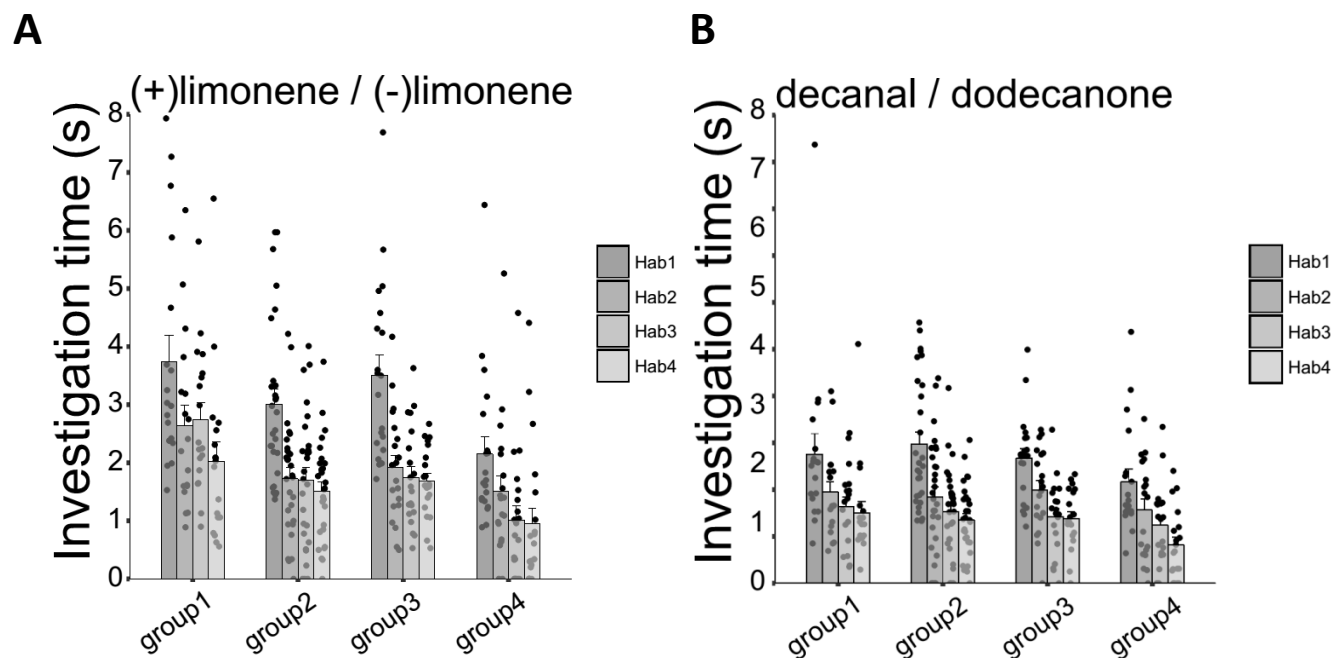 A
(+)limonene / (-)limonene
Investigation time (s)
8
7
6
5
4
3
2
1
0
group1
group2
group3
group4
Hab1
Hab2
Hab3
Hab4
B
decanal / dodecanone
Investigation time (s)
8
7
6
5
4
3
2
1
0
group1
group2
group3
group4
Hab1
Hab2
Hab3
Hab4